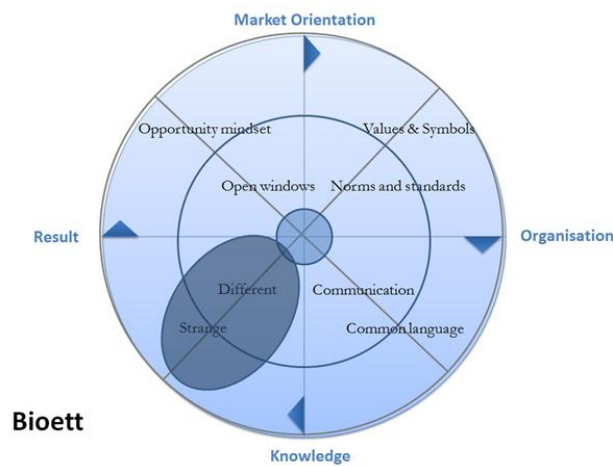 Market Orientation
Opportunity mindset
Values & Symbols
Open windows
Norms and standards
Result
Organisation
Different
Communication
Strange
Common language
Bioett
Knowledge